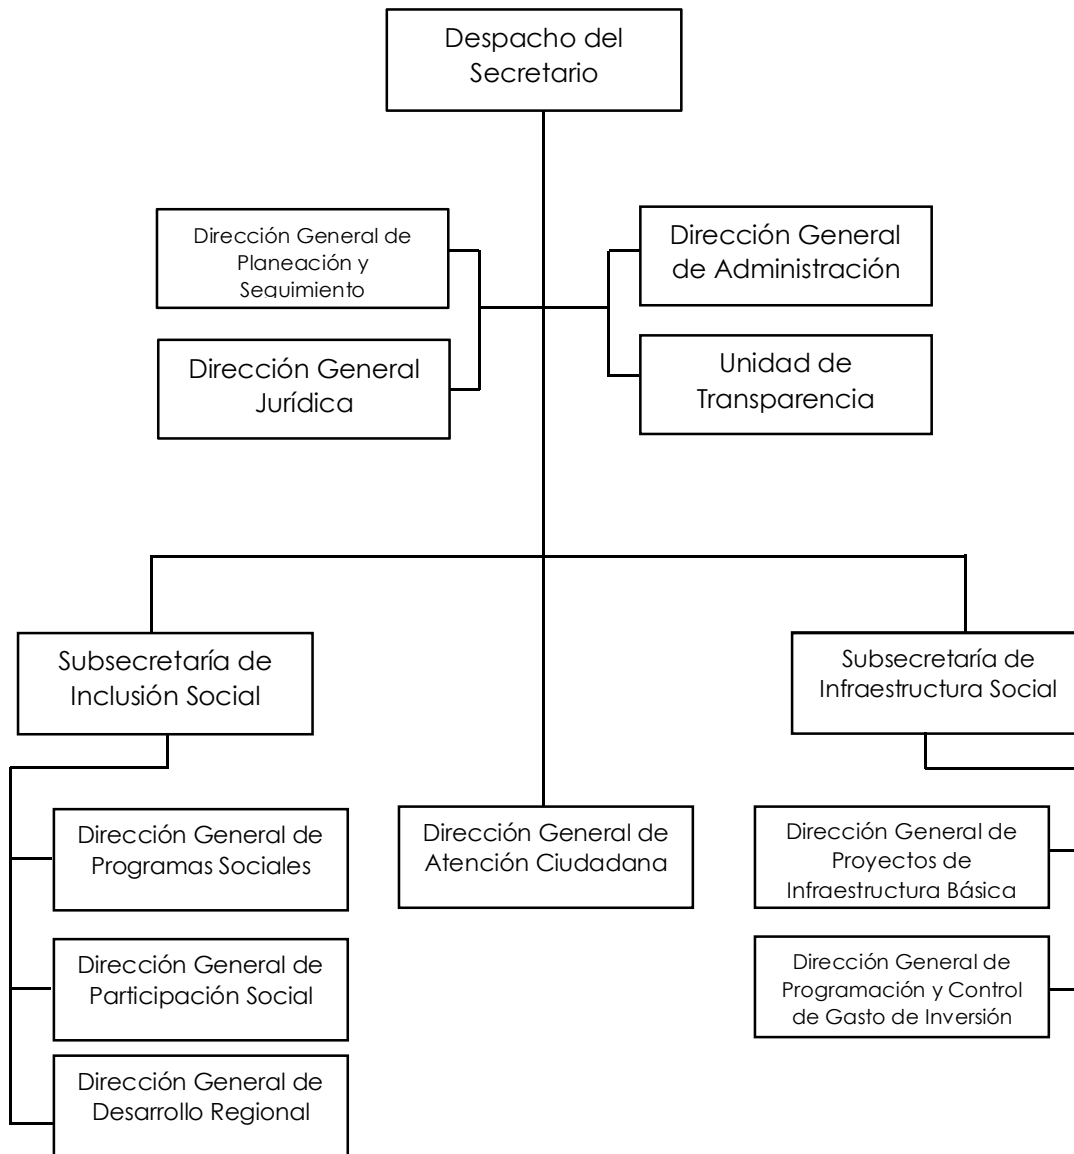 Despacho del
Secretario
Dirección General de
Planeación y
Seguimiento
Dirección General
de Administración
Dirección General
Jurídica
Unidad de
Transparencia
Subsecretaría de
Inclusión Social
Subsecretaría de
Infraestructura Social
Dirección General de
Programas Sociales
Dirección General de
Atención Ciudadana
Dirección General de
Proyectos de
Infraestructura Básica
Dirección General de
Participación Social
Dirección General de
Programación y Control
de Gasto de Inversión
Dirección General de
Desarrollo Regional